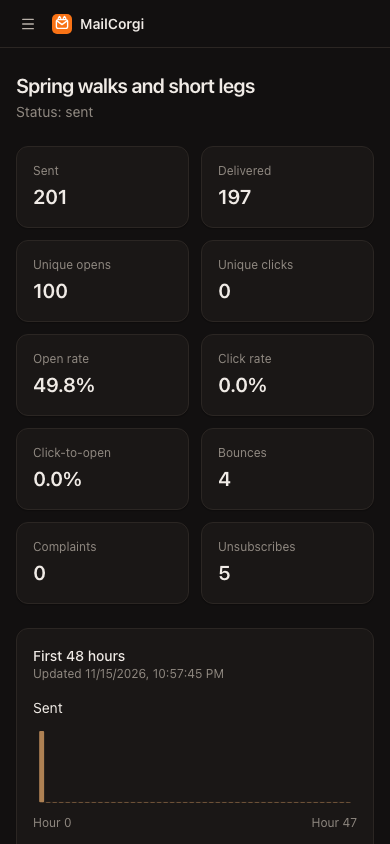 MailCorgi
Spring walks and short legs
Status: sent
Sent
201
Delivered
197
Unique opens
100
Unique clicks
0
Open rate
49.8%
Click rate
0.0%
Click-to-open
0.0%
Bounces
4
Complaints
0
Unsubscribes
5
First 48 hours
Updated 11/15/2026, 10:57:45 PM
Sent
Hour 0
Hour 47